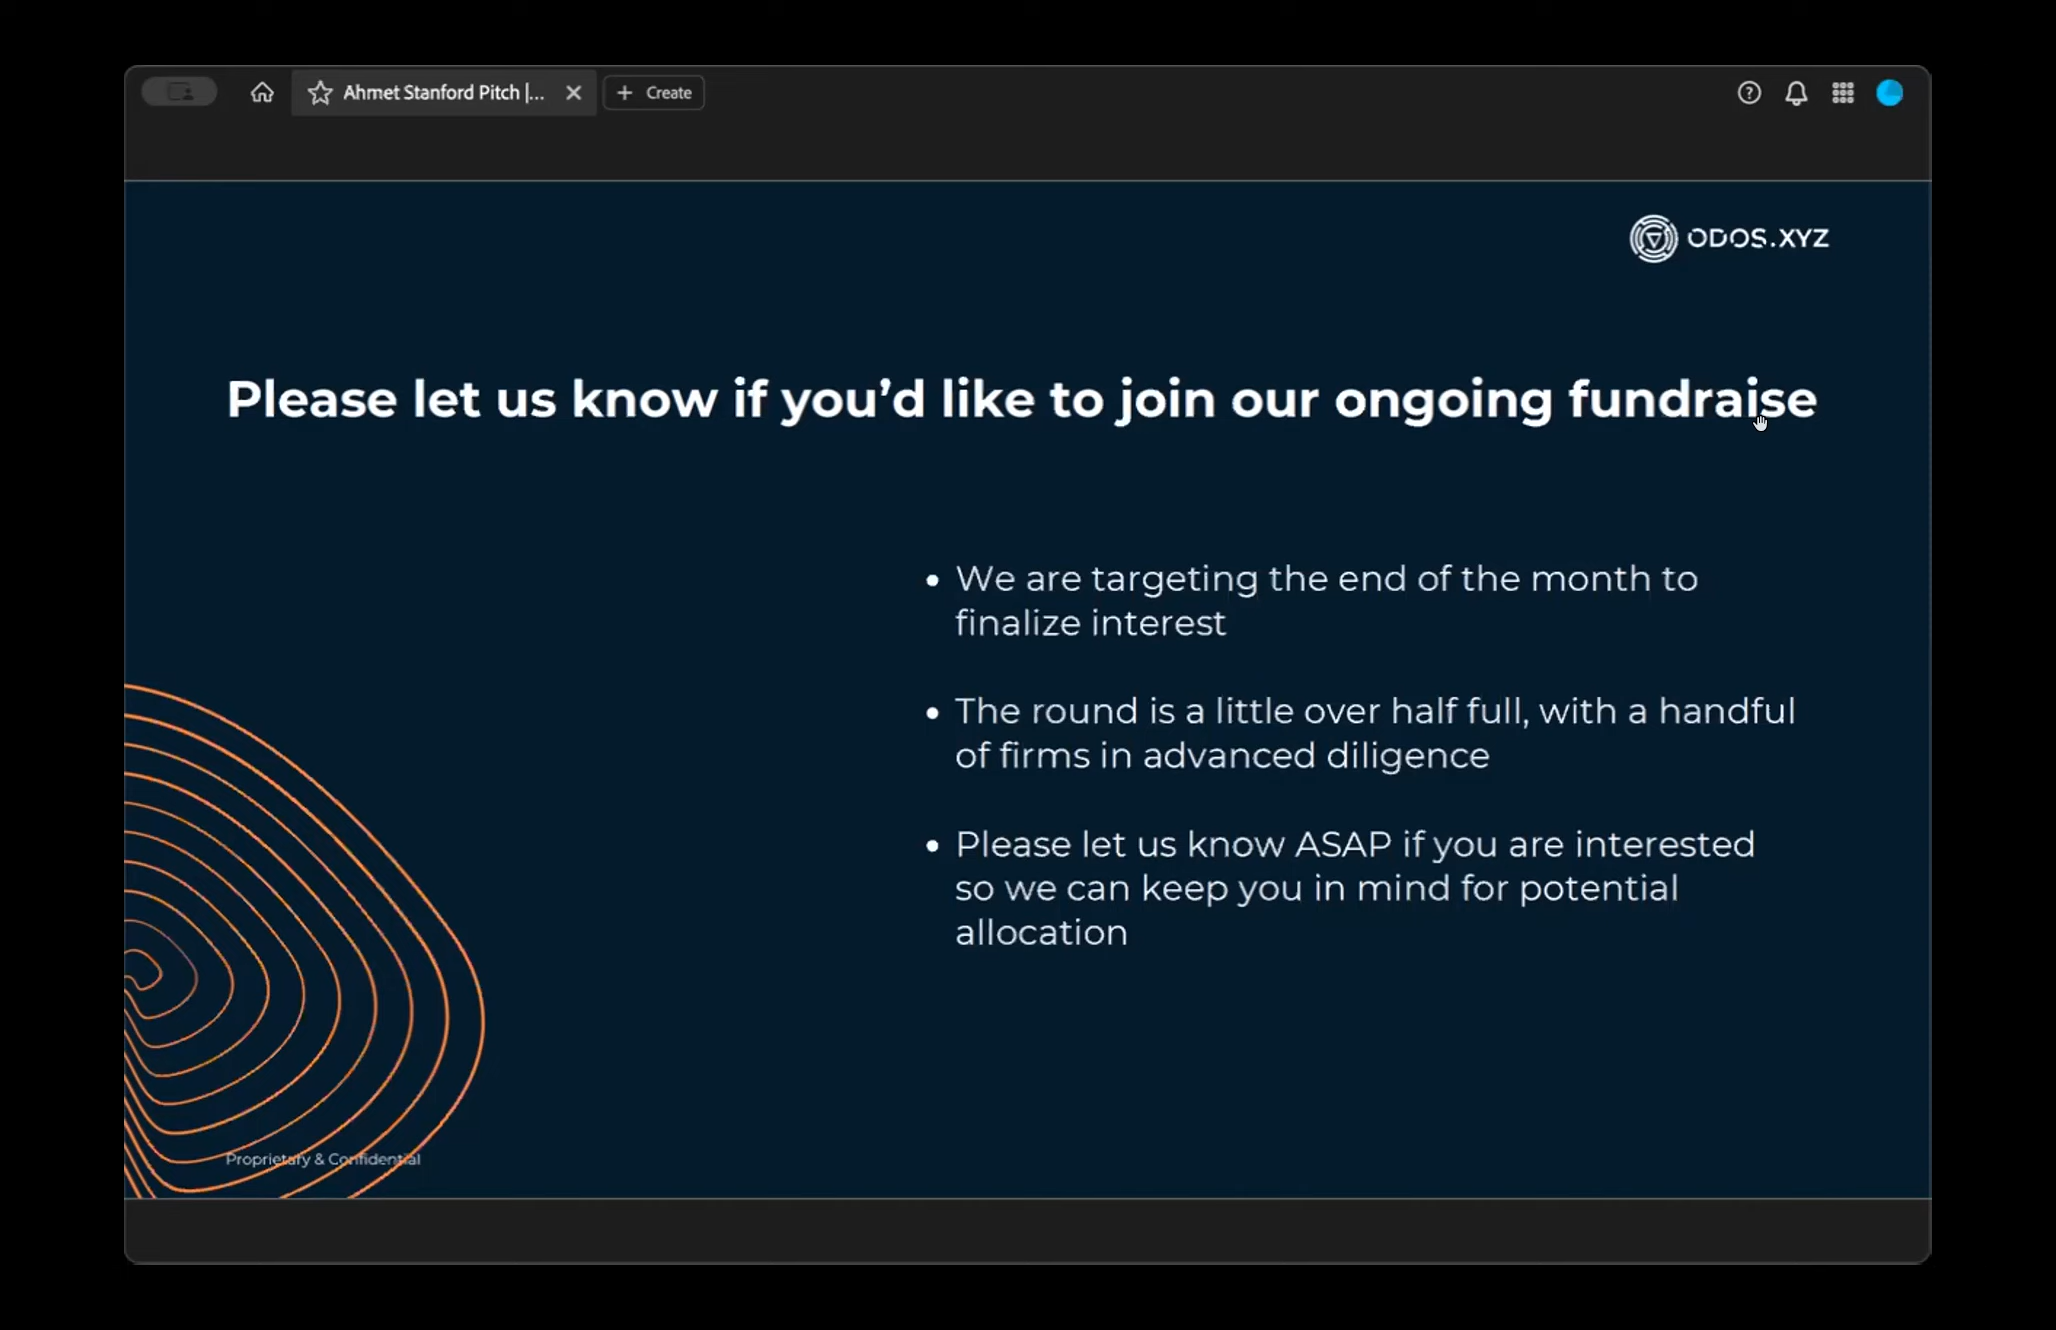 Ahmet Stanford Pitch |...
+ Create
ODOS.XYZ
Please let us know if you’d like to join our ongoing fundraise
• We are targeting the end of the month to
finalize interest
• The round is a little over half full, with a handful
of firms in advanced diligence
• Please let us know ASAP if you are interested
so we can keep you in mind for potential
allocation
Proprietary & Confidential